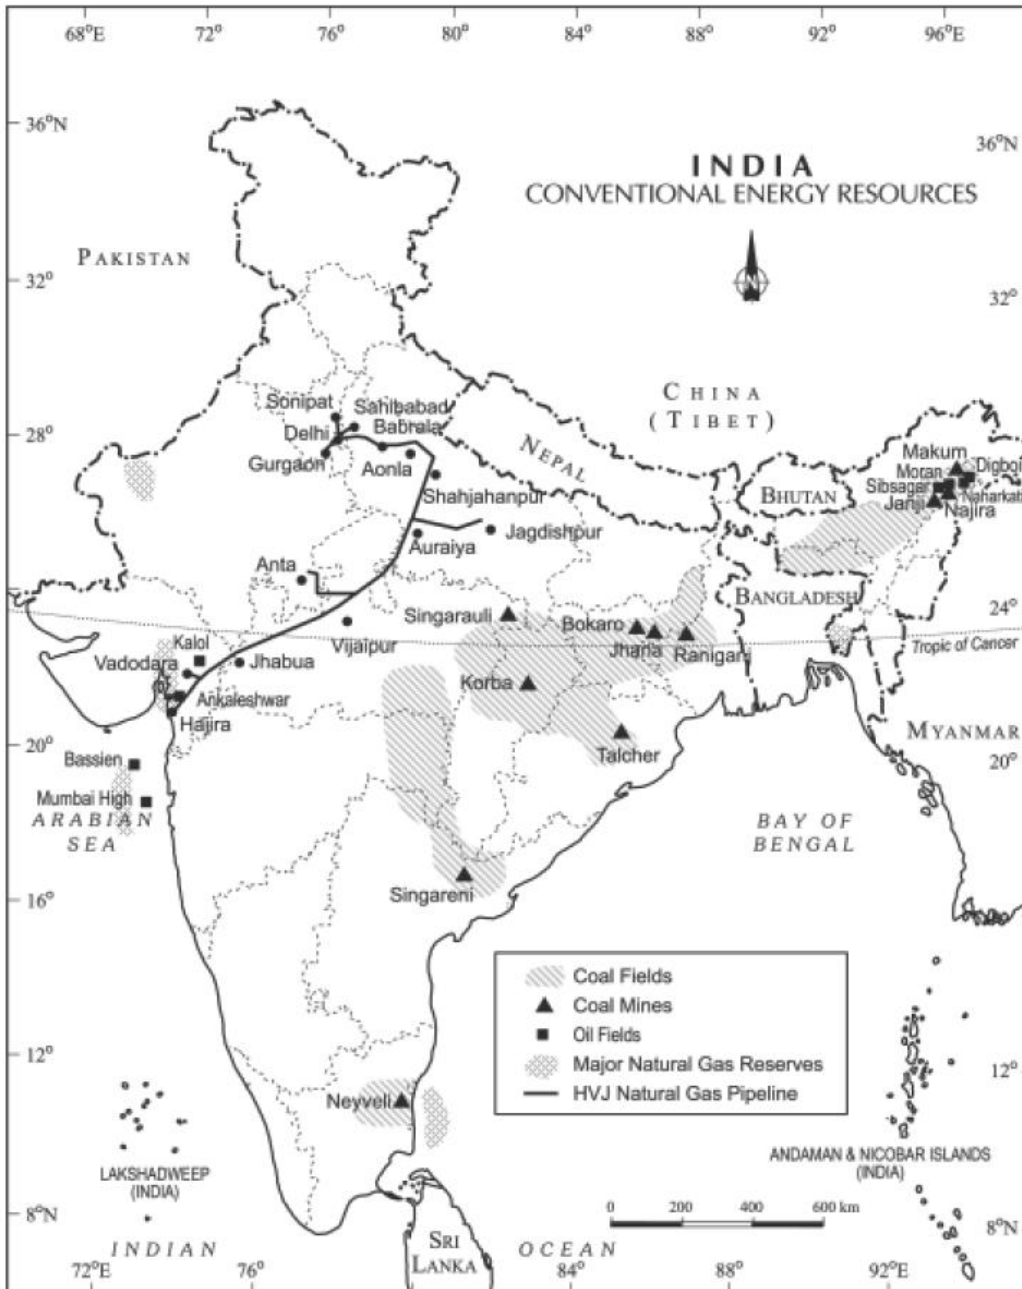 68°E 72° 76° 80° 84° 88° 92° 96°E
36°N
36°N
INDIA
CONVENTIONAL ENERGY RESOURCES
PAKISTAN
N
32°
32°
CHINA
(TIBET)
Sonipat
Sahibabad
Delhi
Babrala
28°
28°
Gurgaon
Aonla
NEPAL
Makum
Digboi
Moran
Sibsagar
Naharkatiya
Janji
Najira
Shahjahanpur
BHUTAN
Auraiya
Jagdishpur
Anta
BANGLADESH
24°
Singarauli
Bokaro
Kalol
Vijaipur
Jharia
Raniganj
Tropic of Cancer
Vadodara
Jhabua
Korba
Ankaleshwar
Hajira
MYANMAR
20°
20°
Talcher
Bassien
Mumbai High
ARABIAN
SEA
BAY OF
BENGAL
16°
16°
Singareni
Coal Fields
Coal Mines
Oil Fields
Major Natural Gas Reserves
HVJ Natural Gas Pipeline
12°
12°
Neyveli
LAKSHADWEEP
(INDIA)
ANDAMAN & NICOBAR ISLANDS
(INDIA)
0 200 400 600 km
8°N
8°N
INDIAN
OCEAN
SRI
LANKA
72° 76° 84° 88° 92°E